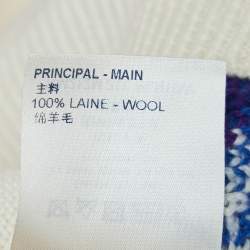 PRINCIPAL - MAIN
主料
100% LAINE - WOOL
绵羊毛